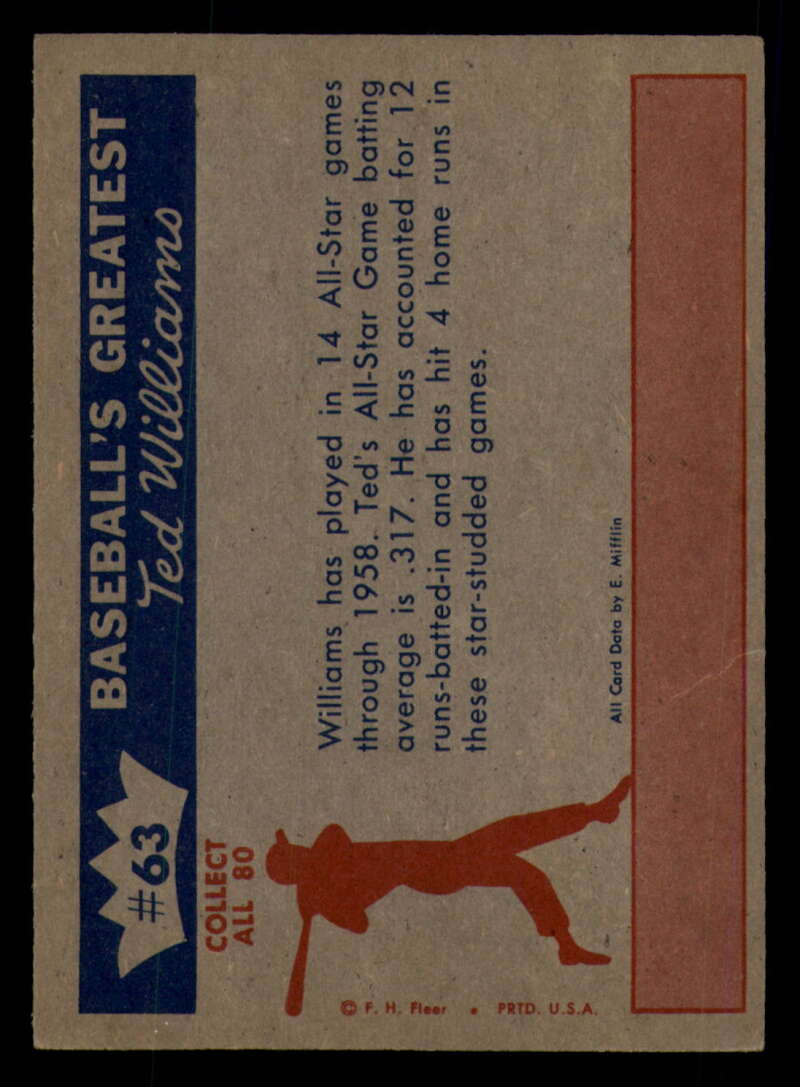 #63
BASEBALL'S GREATEST
Ted Williams
COLLECT
ALL 80
Williams has played in 14 All-Star games
through 1958. Ted's All-Star Game batting
average is .317. He has accounted for 12
runs-batted-in and has hit 4 home runs in
these star-studded games.
All Card Data by E. Mifflin
© F. H. Fleer • PRTD. U.S.A.